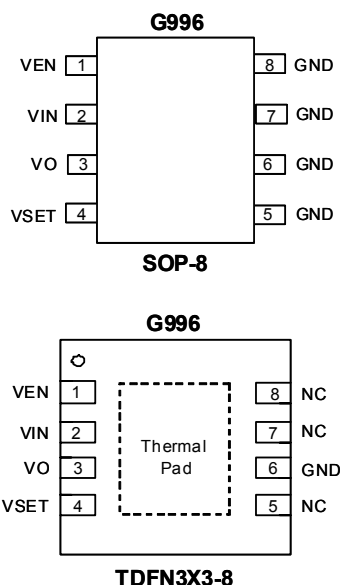 G996
VEN 1 8 GND
VIN 2 7 GND
VO 3 6 GND
VSET 4 5 GND
SOP-8
G996
VEN 1 8 NC
VIN 2 7 NC
Thermal
Pad
VO 3 6 GND
VSET 4 5 NC
TDFN3X3-8